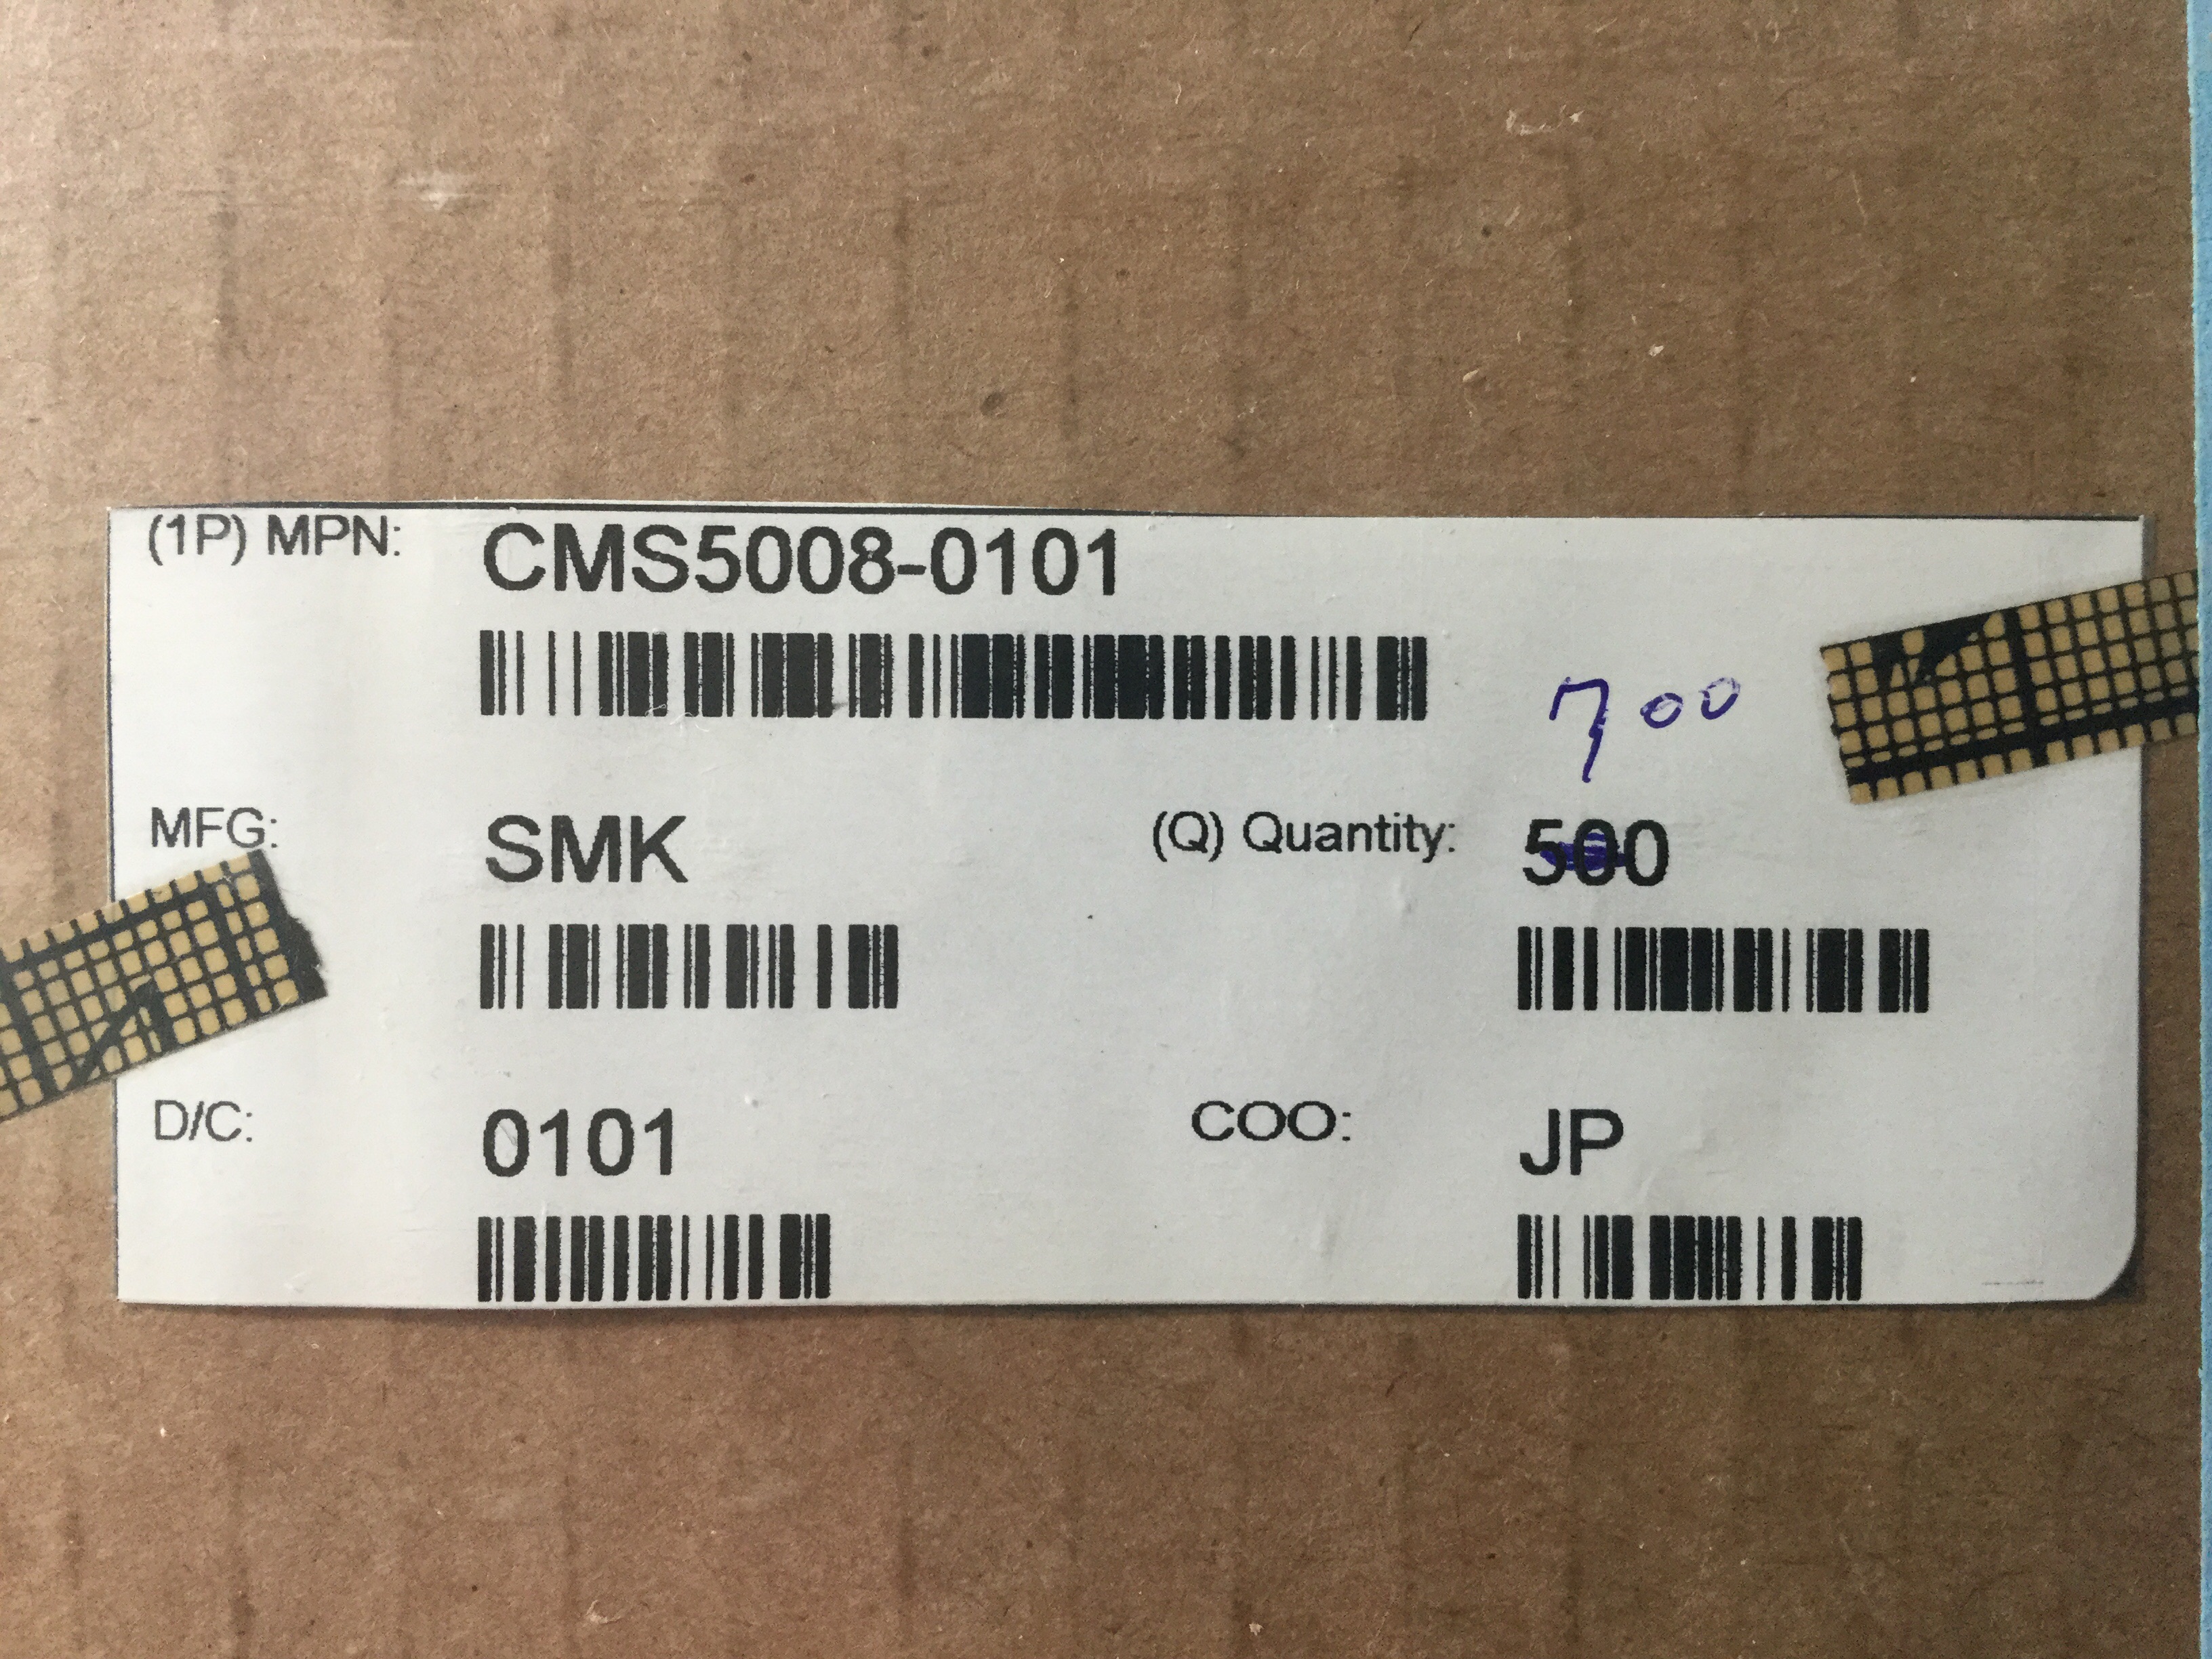 (1P) MPN: CMS5008-0101
700
MFG: SMK (Q) Quantity: 500
D/C: 0101 COO: JP